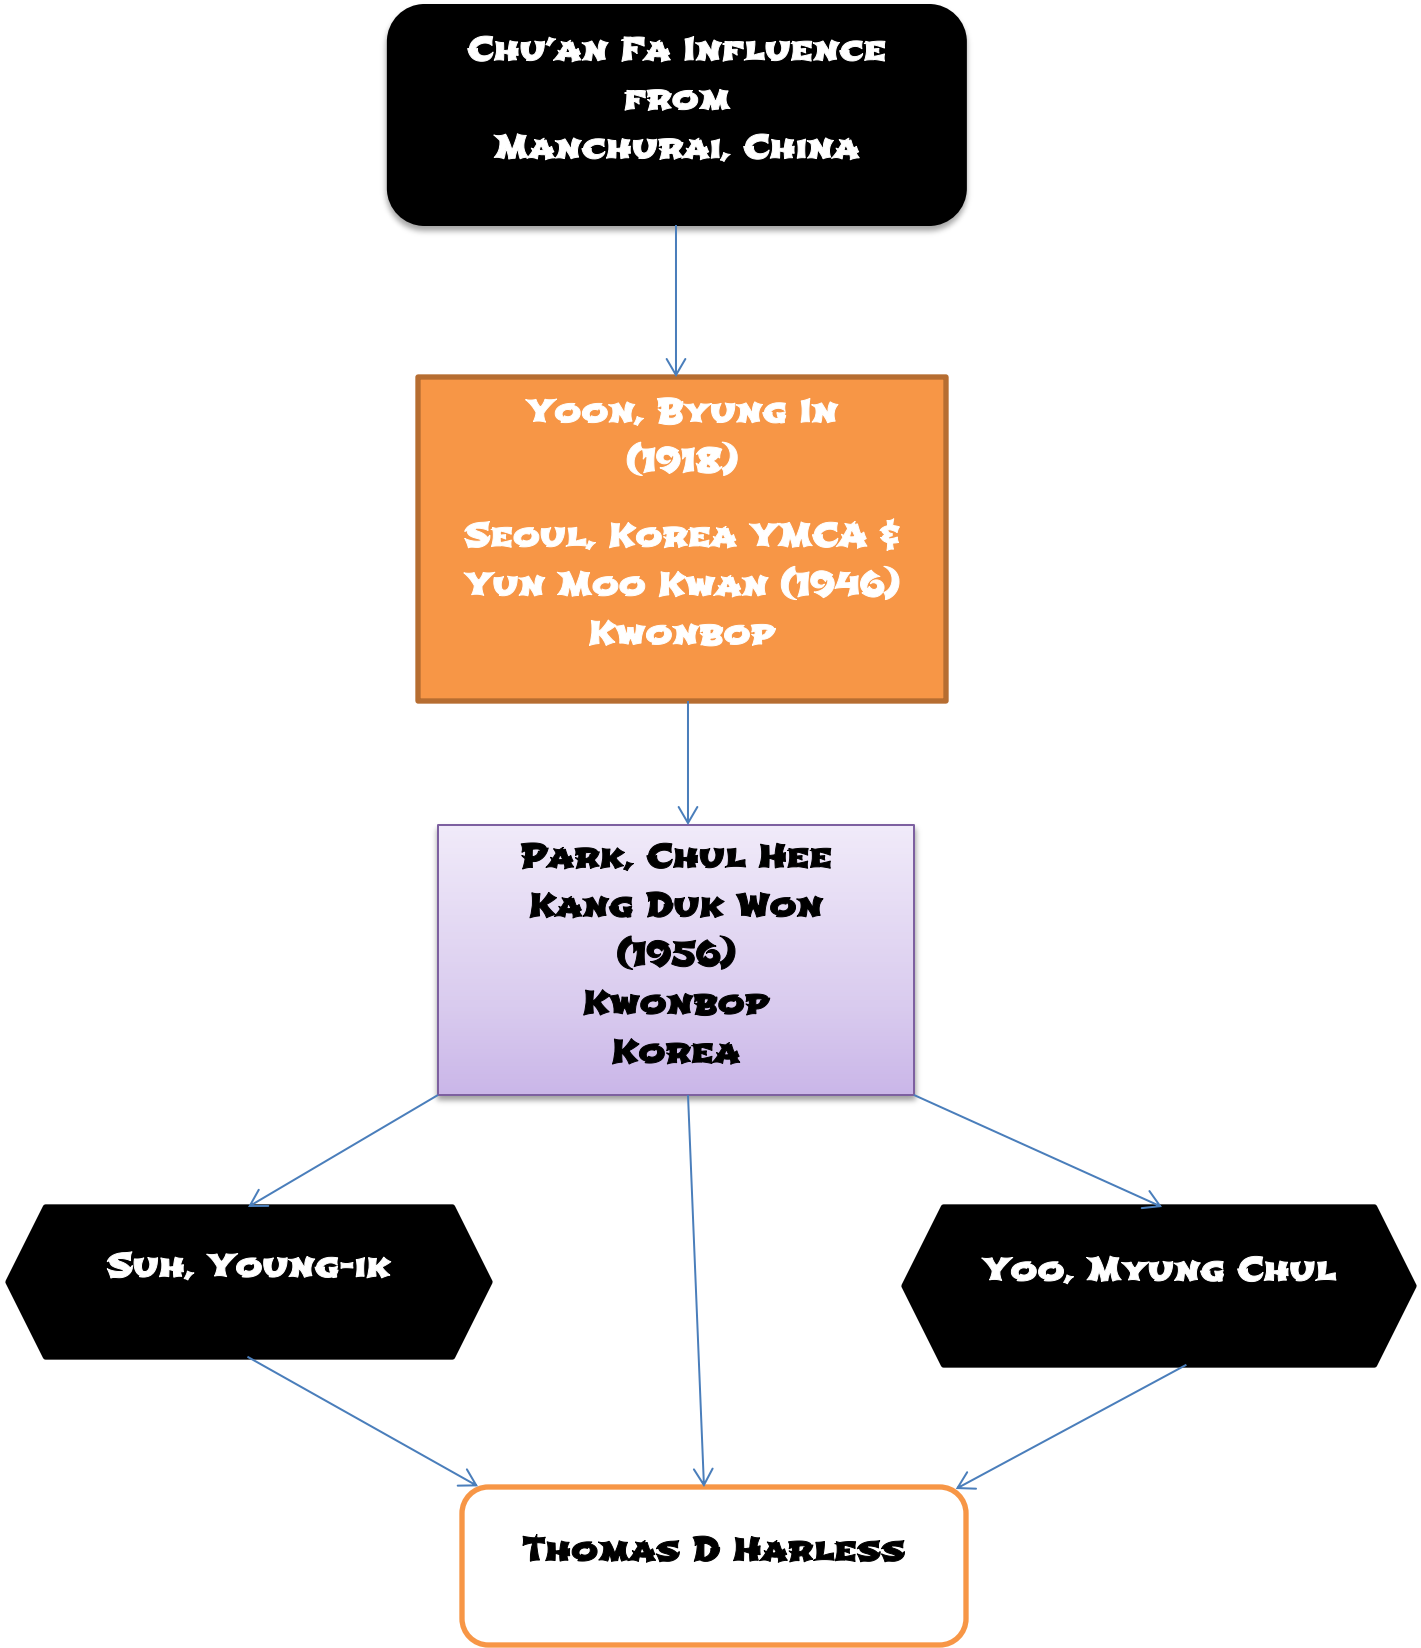 Chu'an Fa Influence
from
Manchurai, China
Yoon, Byung In
(1918)
Seoul, Korea YMCA &
Yun Moo Kwan (1946)
Kwonbop
Park, Chul Hee
Kang Duk Won
(1956)
Kwonbop
Korea
Suh, Young-ik
Yoo, Myung Chul
Thomas D Harless